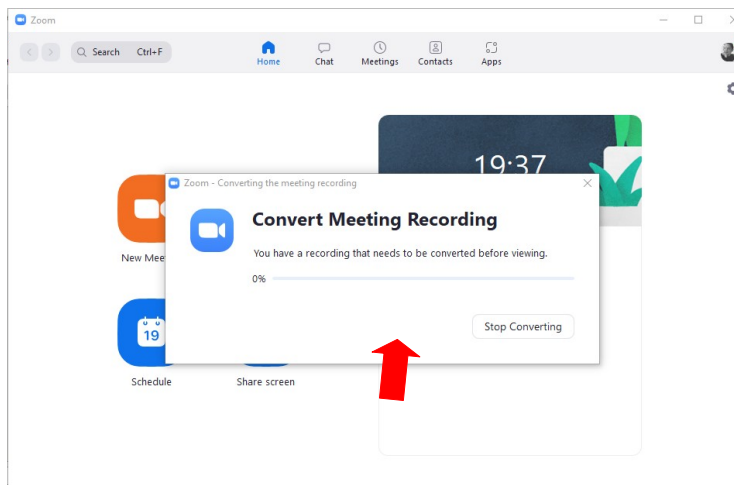 Zoom
Search Ctrl+F
Home
Chat
Meetings
Contacts
Apps
19:37
Zoom - Converting the meeting recording
Convert Meeting Recording
You have a recording that needs to be converted before viewing.
0%
Stop Converting
New Mee
19
Schedule
Share screen